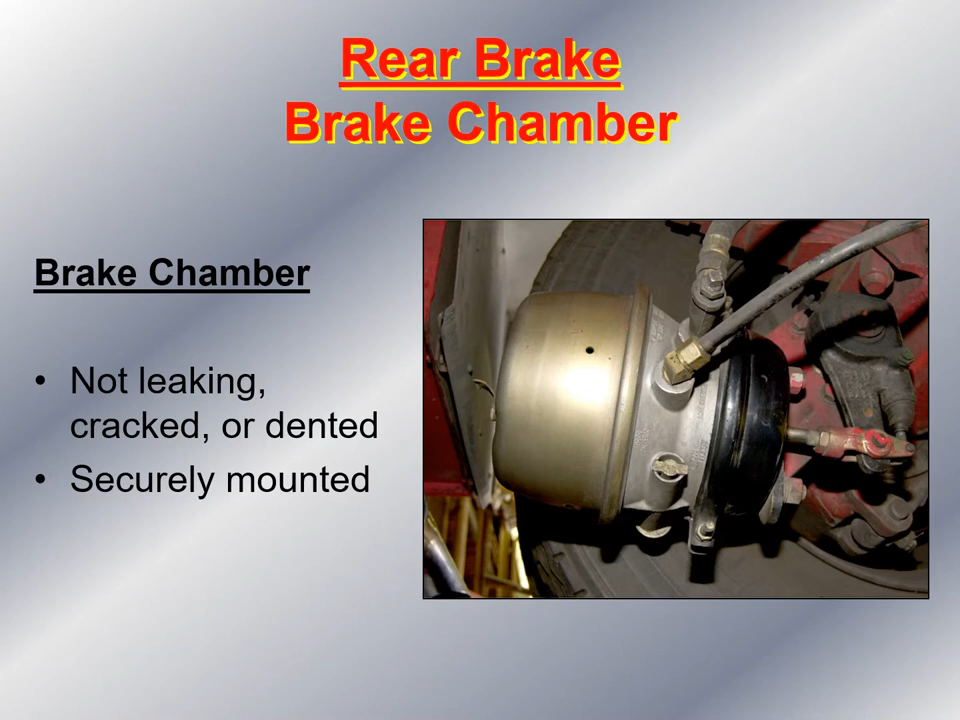 Rear Brake
Brake Chamber
Brake Chamber
• Not leaking,
cracked, or dented
• Securely mounted